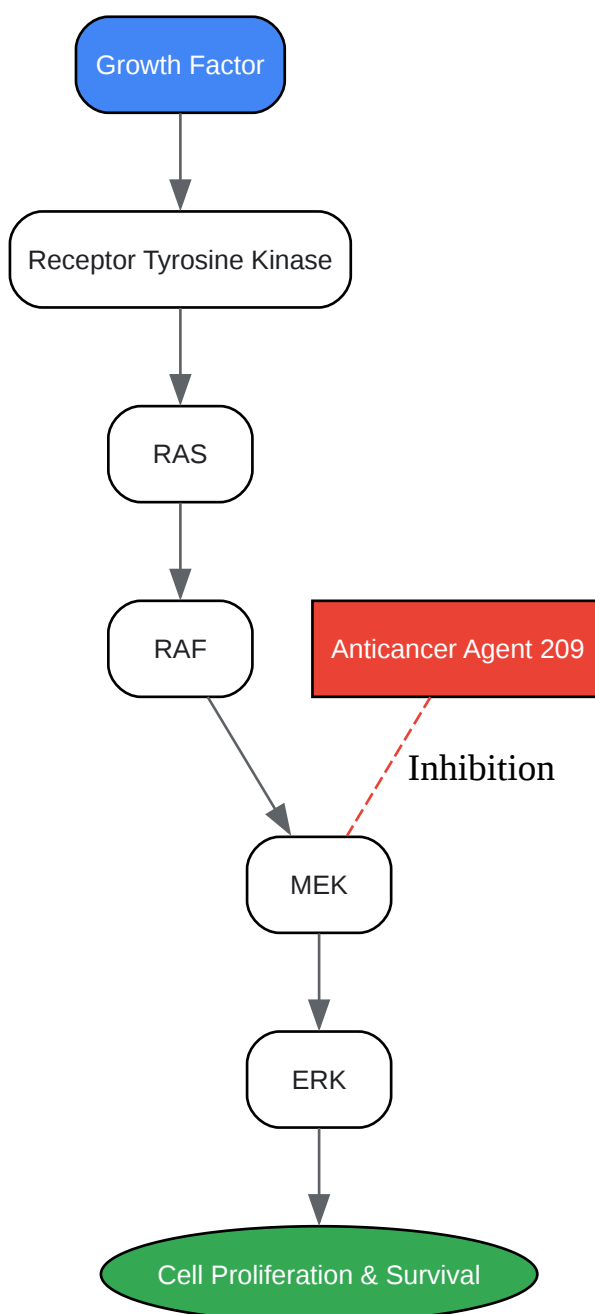 Growth Factor
Receptor Tyrosine Kinase
RAS
RAF
Anticancer Agent 209
Inhibition
MEK
ERK
Cell Proliferation & Survival